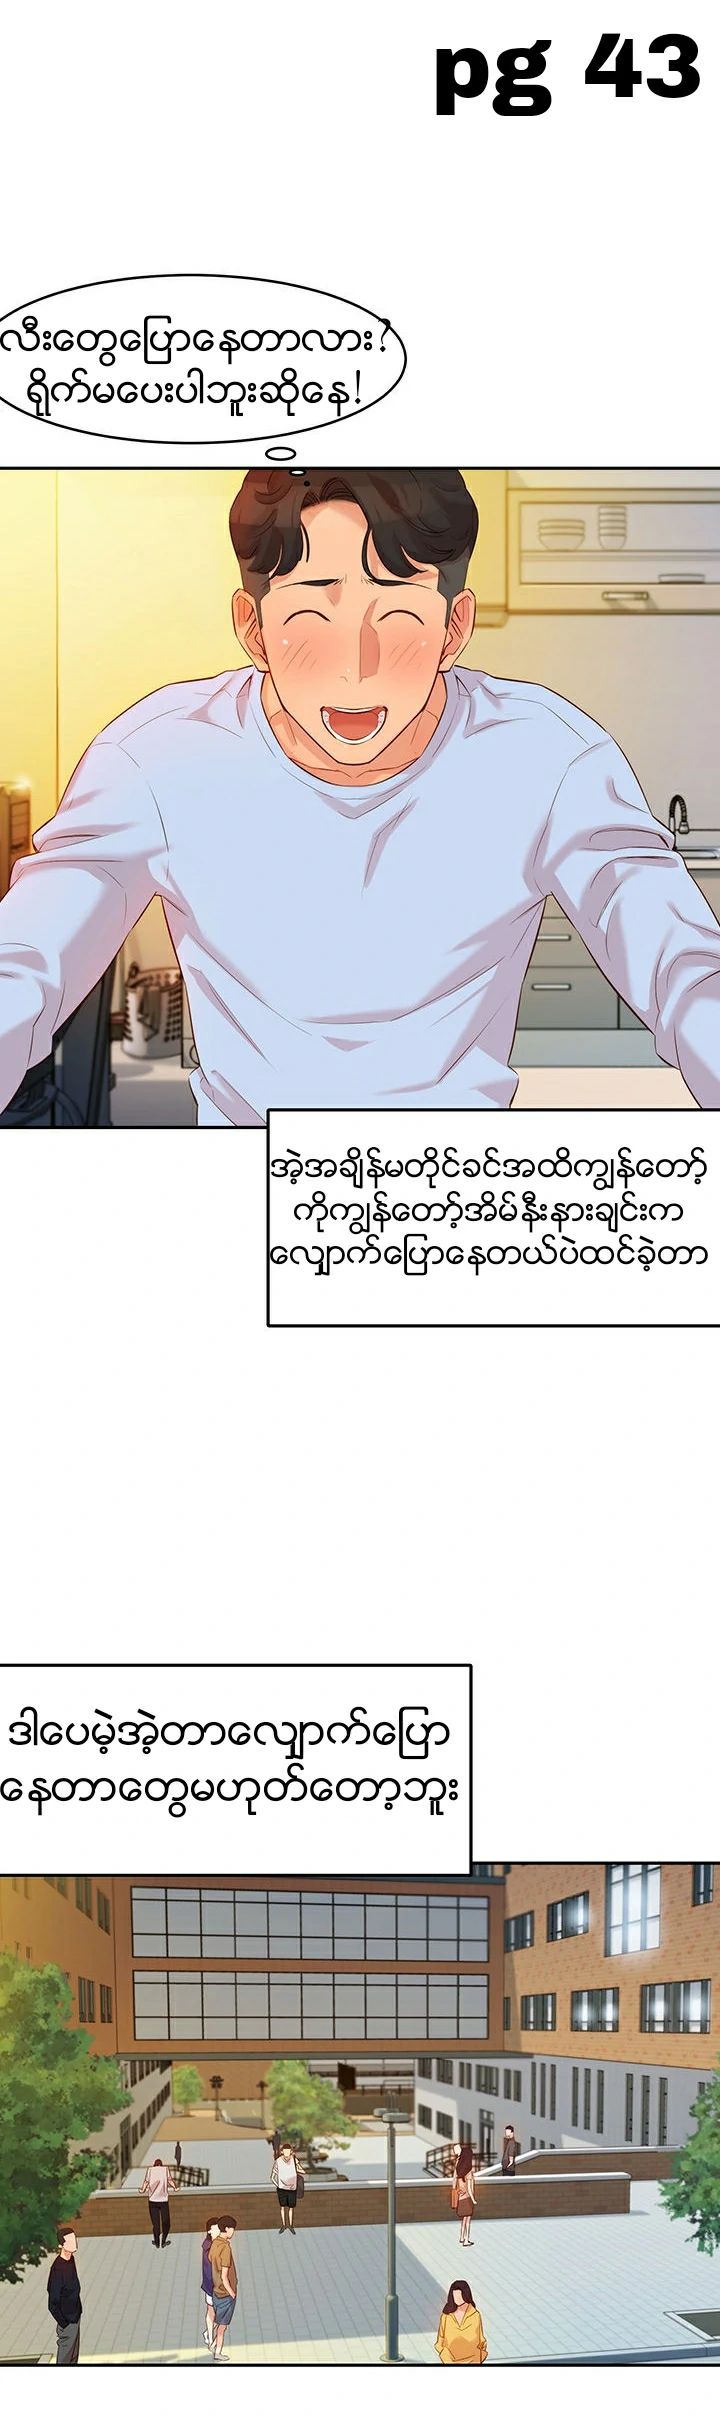 pg 43
လီးတွေပြောနေတာလား?
ရိုက်မပေးပါဘူးဆိုနေ!
အဲ့အချိန်မတိုင်ခင်အထိကျွန်တော့်
ကိုကျွန်တော့်အိမ်နီးနားချင်းက
လျှောက်ပြောနေတယ်ပဲထင်ခဲ့တာ
ဒါပေမဲ့အဲ့တာလျှောက်ပြော
နေတာတွေမဟုတ်တော့ဘူး